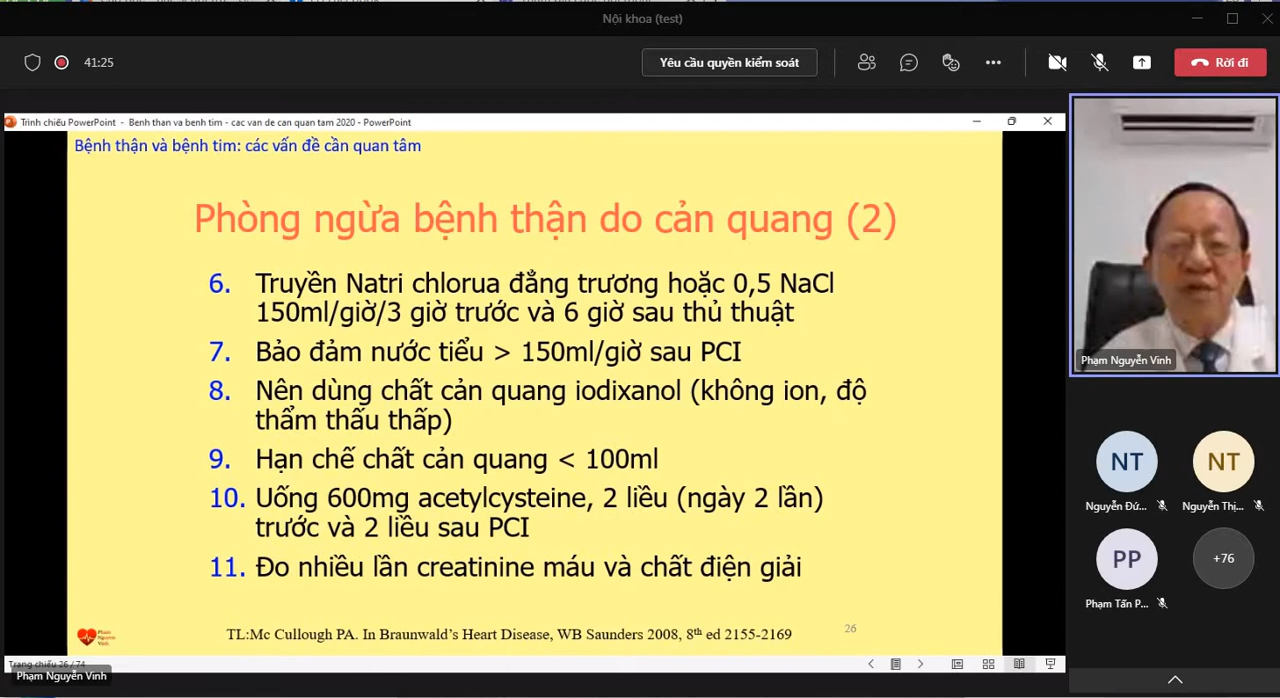 Nội khoa (test)
41:25
Yêu cầu quyền kiểm soát
Rời đi
Trình chiếu PowerPoint - Benh than va benh tim - cac van de can quan tam 2020 - PowerPoint
Bệnh thận và bệnh tim: các vấn đề cần quan tâm
Phòng ngừa bệnh thận do cản quang (2)
6. Truyền Natri chlorua đẳng trương hoặc 0,5 NaCl
150ml/giờ/3 giờ trước và 6 giờ sau thủ thuật
7. Bảo đảm nước tiểu > 150ml/giờ sau PCI
8. Nên dùng chất cản quang iodixanol (không ion, độ
thẩm thấu thấp)
9. Hạn chế chất cản quang < 100ml
10. Uống 600mg acetylcysteine, 2 liều (ngày 2 lần)
trước và 2 liều sau PCI
11. Đo nhiều lần creatinine máu và chất điện giải
Phạm
Nguyễn
Vinh
TL:Mc Cullough PA. In Braunwald's Heart Disease, WB Saunders 2008, 8th ed 2155-2169
26
Trang chiếu 26 / 74
Phạm Nguyễn Vinh
Phạm Nguyễn Vinh
NT
NT
Nguyễn Đứ...
Nguyễn Thị...
PP
+76
Phạm Tấn P...